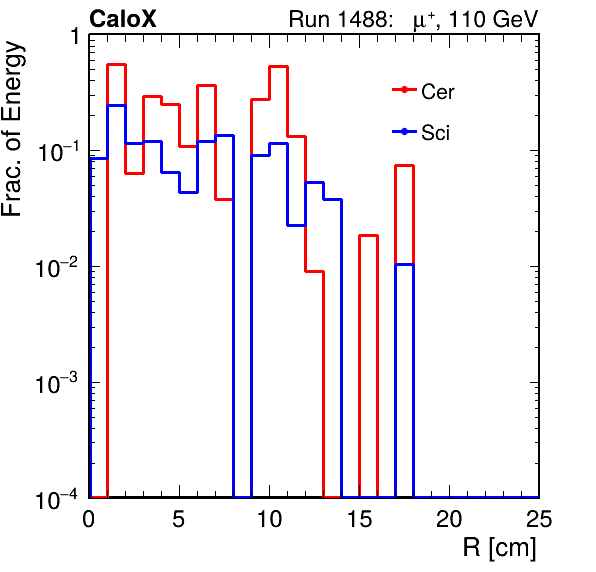 CaloX Run 1488: μ⁺, 110 GeV
Frac. of Energy
1
10⁻¹
10⁻²
10⁻³
10⁻⁴
Cer
Sci
0 5 10 15 20 25
R [cm]